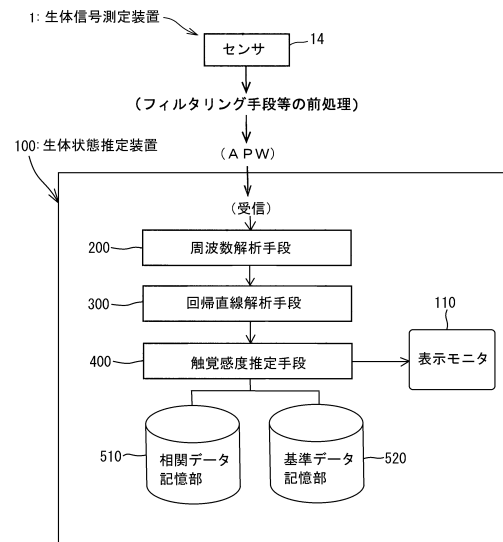 1：生体信号測定装置
センサ
14
(フィルタリング手段等の前処理)
100：生体状態推定装置
(ＡＰＷ)
(受信)
200
周波数解析手段
300
回帰直線解析手段
110
400
触覚感度推定手段
表示モニタ
510
相関データ
記憶部
基準データ
記憶部
520